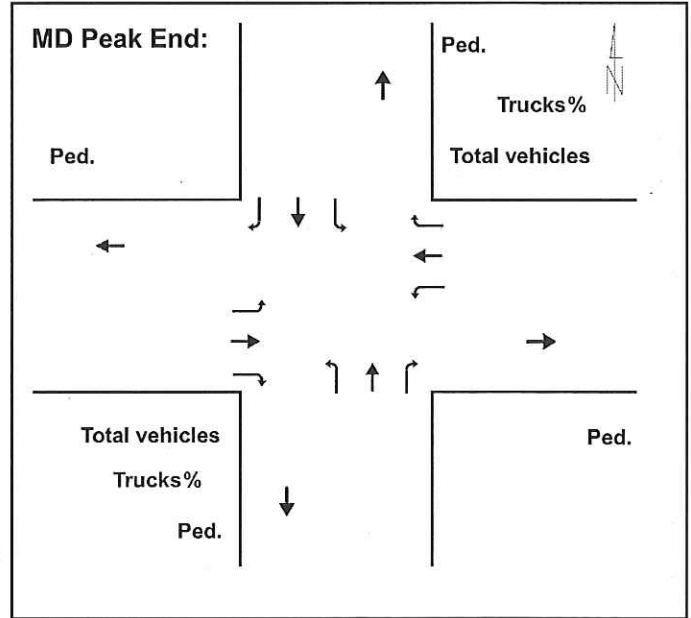 MD Peak End:
Ped.
N
Trucks%
Ped.
Total vehicles
Total vehicles
Ped.
Trucks%
Ped.